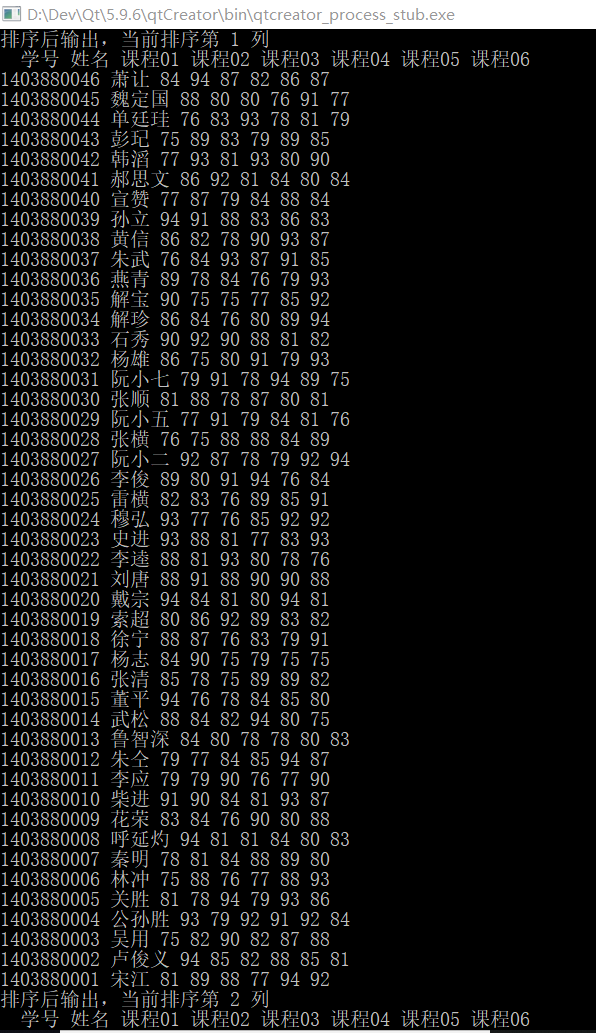 D:\Dev\Qt\5.9.6\qtCreator\bin\qtcreator_process_stub.exe
排序后输出, 当前排序第 1 列
学号 姓名 课程01 课程02 课程03 课程04 课程05 课程06
1403880046 萧让 84 94 87 82 86 87
1403880045 魏定国 88 80 80 76 91 77
1403880044 单廷珪 76 83 93 78 81 79
1403880043 彭玘 75 89 83 79 89 85
1403880042 韩滔 77 93 81 93 80 90
1403880041 郝思文 86 92 81 84 80 84
1403880040 宣赞 77 87 79 84 88 84
1403880039 孙立 94 91 88 83 86 83
1403880038 黄信 86 82 78 90 93 87
1403880037 朱武 76 84 93 87 91 85
1403880036 燕青 89 78 84 76 79 93
1403880035 解宝 90 75 75 77 85 92
1403880034 解珍 86 84 76 80 89 94
1403880033 石秀 90 92 90 88 81 82
1403880032 杨雄 86 75 80 91 79 93
1403880031 阮小七 79 91 78 94 89 75
1403880030 张顺 81 88 78 87 80 81
1403880029 阮小五 77 91 79 84 81 76
1403880028 张横 76 75 88 88 84 89
1403880027 阮小二 92 87 78 79 92 94
1403880026 李俊 89 80 91 94 76 84
1403880025 雷横 82 83 76 89 85 91
1403880024 穆弘 93 77 76 85 92 92
1403880023 史进 93 88 81 77 83 93
1403880022 李逵 88 81 93 80 78 76
1403880021 刘唐 88 91 88 90 90 88
1403880020 戴宗 94 84 81 80 94 81
1403880019 索超 80 86 92 89 83 82
1403880018 徐宁 88 87 76 83 79 91
1403880017 杨志 84 90 75 79 75 75
1403880016 张清 85 78 75 89 89 82
1403880015 董平 94 76 78 84 85 80
1403880014 武松 88 84 82 94 80 75
1403880013 鲁智深 84 80 78 78 80 83
1403880012 朱仝 79 77 84 85 94 87
1403880011 李应 79 79 90 76 77 90
1403880010 柴进 91 90 84 81 93 87
1403880009 花荣 83 84 76 90 80 88
1403880008 呼延灼 94 81 81 84 80 83
1403880007 秦明 78 81 84 88 89 80
1403880006 林冲 75 88 76 77 88 93
1403880005 关胜 81 78 94 79 93 86
1403880004 公孙胜 93 79 92 91 92 84
1403880003 吴用 75 82 90 82 87 88
1403880002 卢俊义 94 85 82 88 85 81
1403880001 宋江 81 89 88 77 94 92
排序后输出, 当前排序第 2 列
学号 姓名 课程01 课程02 课程03 课程04 课程05 课程06